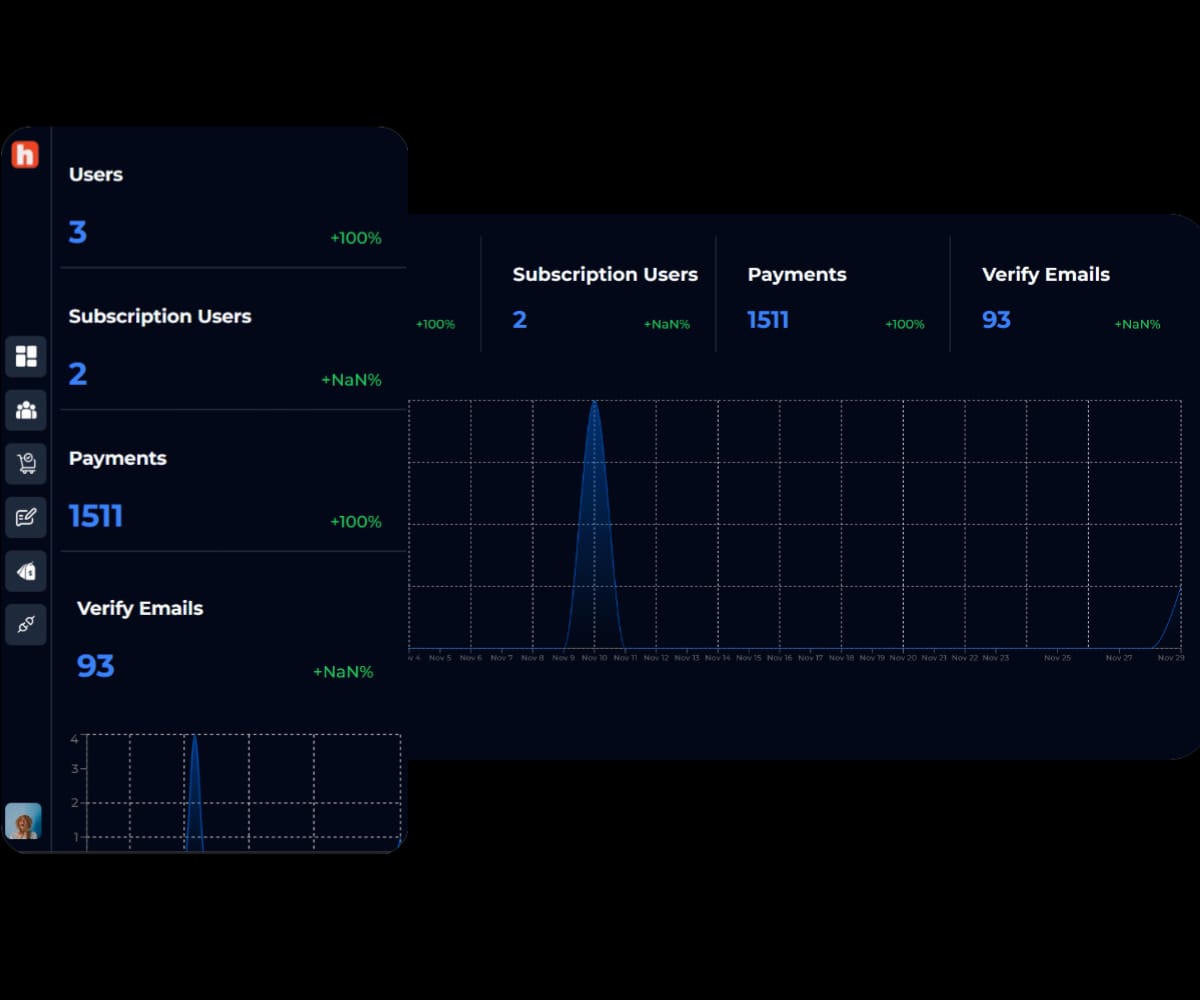 h
Users
3 +100%
Subscription Users
2 +NaN%
Payments
1511 +100%
Verify Emails
93 +NaN%
4
3
2
1
Subscription Users Payments Verify Emails
+100% 2 +NaN% 1511 +100% 93 +NaN%
4 Nov 5 Nov 6 Nov 7 Nov 8 Nov 9 Nov 10 Nov 11 Nov 12 Nov 13 Nov 14 Nov 15 Nov 16 Nov 17 Nov 18 Nov 19 Nov 20 Nov 21 Nov 22 Nov 23 Nov 25 Nov 27 Nov 29